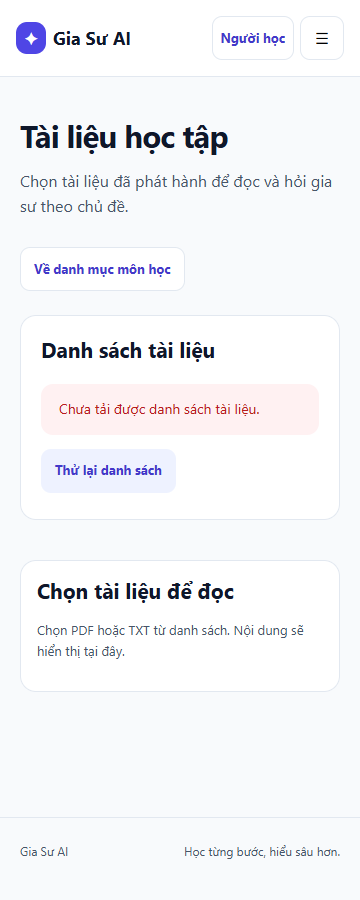 Gia Sư AI
Người học
Tài liệu học tập
Chọn tài liệu đã phát hành để đọc và hỏi gia
sư theo chủ đề.
Về danh mục môn học
Danh sách tài liệu
Chưa tải được danh sách tài liệu.
Thử lại danh sách
Chọn tài liệu để đọc
Chọn PDF hoặc TXT từ danh sách. Nội dung sẽ
hiển thị tại đây.
Gia Sư AI
Học từng bước, hiểu sâu hơn.